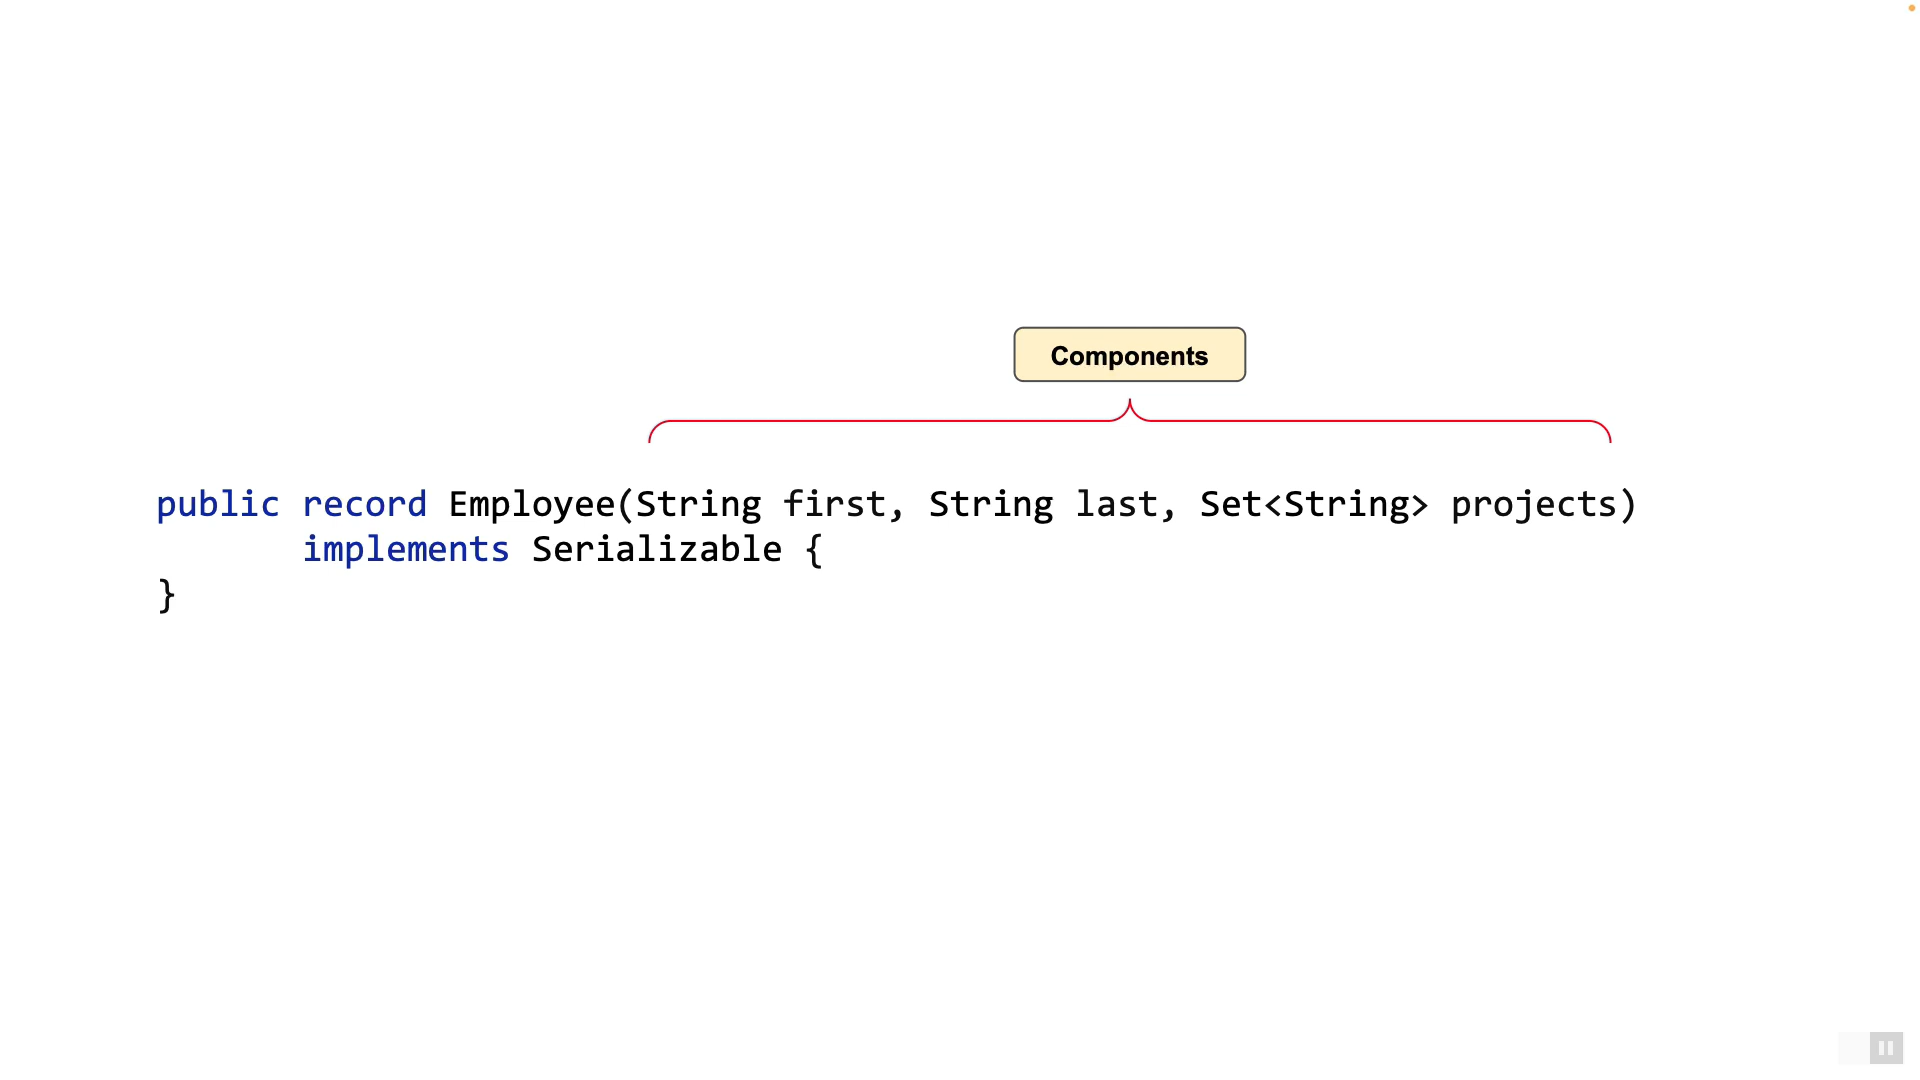 Components
public record Employee(String first, String last, Set<String> projects)
implements Serializable {
}